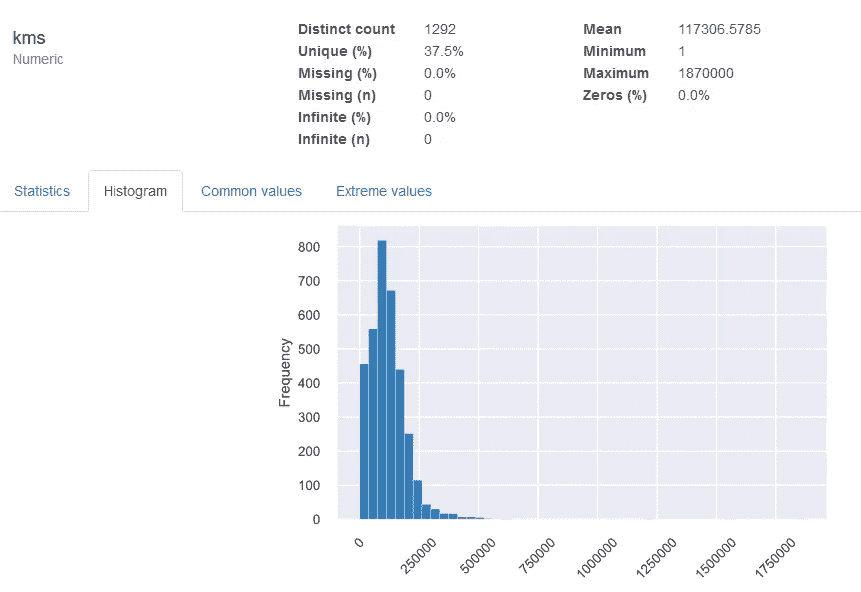 kms
Numeric
Distinct count 1292
Unique (%) 37.5%
Missing (%) 0.0%
Missing (n) 0
Infinite (%) 0.0%
Infinite (n) 0
Mean 117306.5785
Minimum 1
Maximum 1870000
Zeros (%) 0.0%
Statistics Histogram Common values Extreme values
800
700
600
500
400
300
200
100
0
Frequency
0 250000 500000 750000 1000000 1250000 1500000 1750000